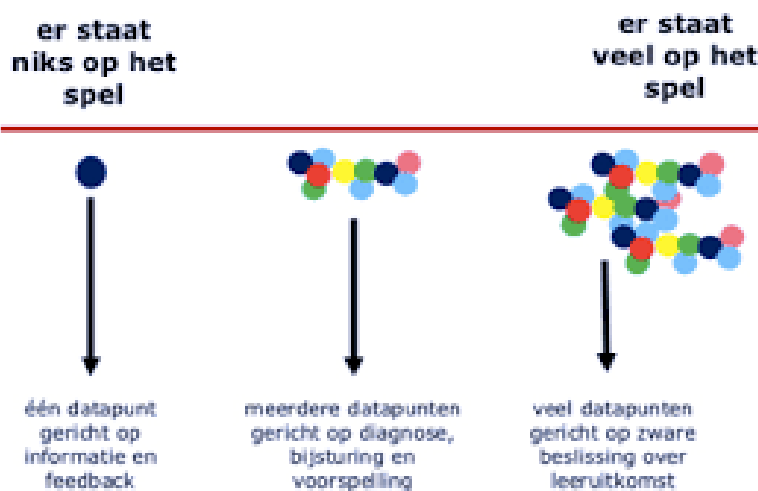 er staat
niks op het
spel
er staat
veel op het
spel
één datapunt
gericht op
informatie en
feedback
meerdere datapunten
gericht op diagnose,
bijsturing en
voorspelling
veel datapunten
gericht op zware
beslissing over
leeruitkomst